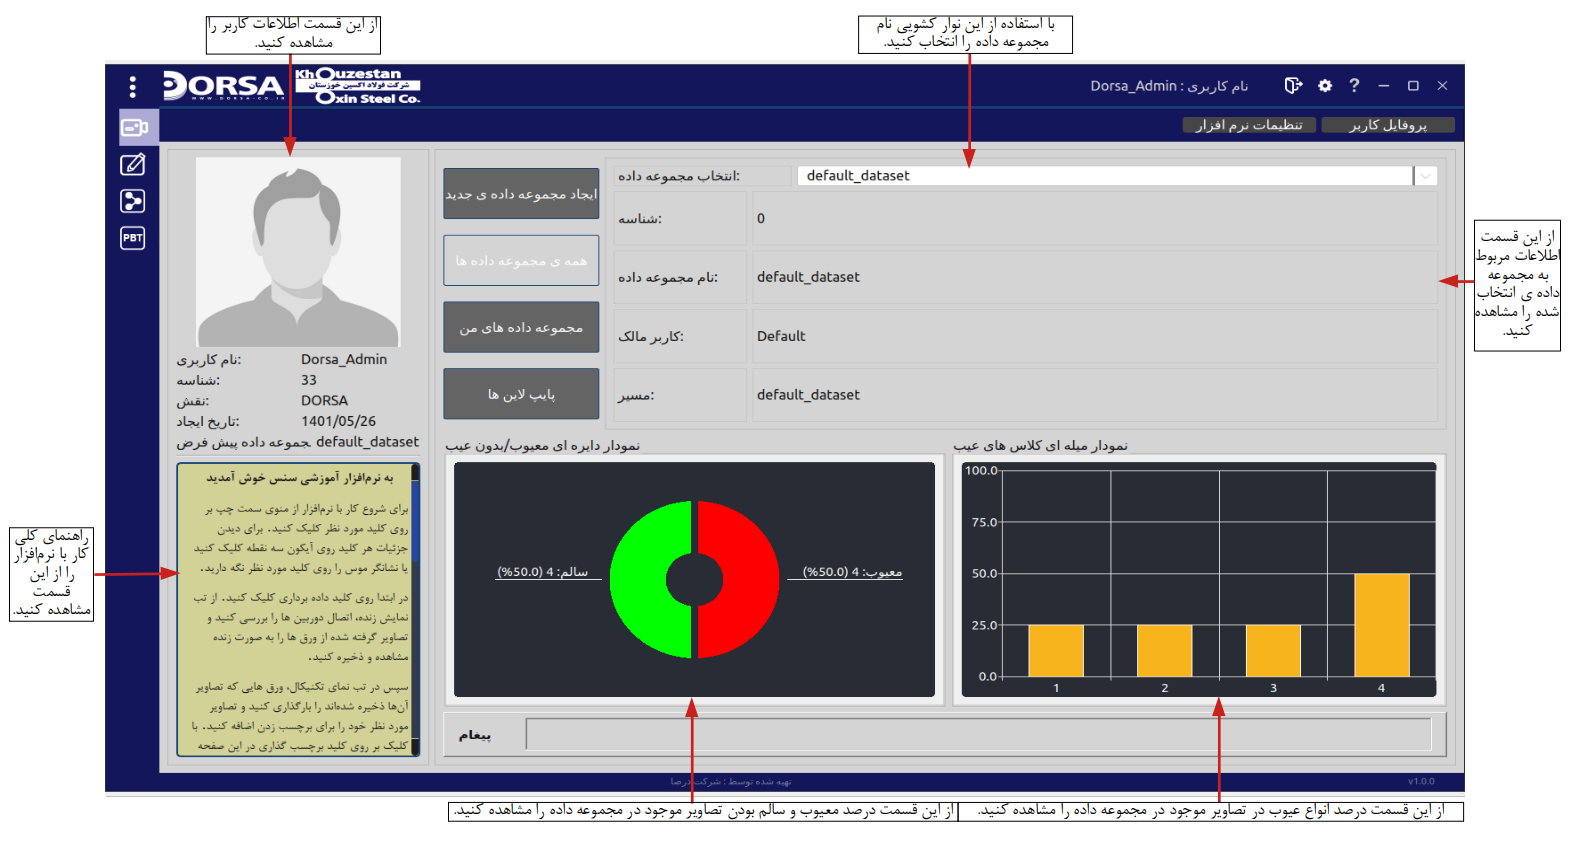 از این قسمت اطلاعات کاربر را
مشاهده کنید.
با استفاده از این نوار کشویی نام
مجموعه داده را انتخاب کنید.
DORSA
WWW.DORSA-CO.IR
Khouzestan
شرکت فولاد اکسین خوزستان
Oxin Steel Co.
نام کاربری : Dorsa_Admin
?
پروفایل کاربر
تنظیمات نرم افزار
PBT
نام کاربری: Dorsa_Admin
شناسه: 33
نقش: DORSA
تاریخ ایجاد: 1401/05/26
جموعه داده پیش فرض default_dataset
به نرم‌افزار آموزشی سنس خوش آمدید
برای شروع کار با نرم‌افزار از منوی سمت چپ بر
روی کلید مورد نظر کلیک کنید. برای دیدن
جزئیات هر کلید روی آیکون سه نقطه کلیک کنید
یا نشانگر موس را روی کلید مورد نظر نگه دارید.
در ابتدا روی کلید داده برداری کلیک کنید. از تب
نمایش زنده، اتصال دوربین ها را بررسی کنید و
تصاویر گرفته شده از ورق ها را به صورت زنده
مشاهده و ذخیره کنید.
سپس در تب نمای تکنیکال، ورق هایی که تصاویر
آن‌ها ذخیره شده‌اند را بارگذاری کنید و تصاویر
مورد نظر خود را برای برچسب زدن اضافه کنید. با
کلیک بر روی کلید برچسب گذاری در این صفحه
راهنمای کلی
کار با نرم‌افزار
را از این
قسمت
مشاهده کنید.
ایجاد مجموعه داده ی جدید
همه ی مجموعه داده ها
مجموعه داده های من
پایپ لاین ها
انتخاب مجموعه داده: default_dataset
شناسه: 0
نام مجموعه داده: default_dataset
کاربر مالک: Default
مسیر: default_dataset
از این قسمت
اطلاعات مربوط
به مجموعه
داده ی انتخاب
شده را مشاهده
کنید.
نمودار دایره ای معیوب/بدون عیب
سالم: 4 (50.0%)
معیوب: 4 (50.0%)
نمودار میله ای کلاس های عیب
100.0
75.0
50.0
25.0
0.0
1 2 3 4
پیغام
تهیه شده توسط : شرکت درصا
v1.0.0
از این قسمت درصد معیوب و سالم بودن تصاویر موجود در مجموعه داده را مشاهده کنید.
از این قسمت درصد انواع عیوب در تصاویر موجود در مجموعه داده را مشاهده کنید.